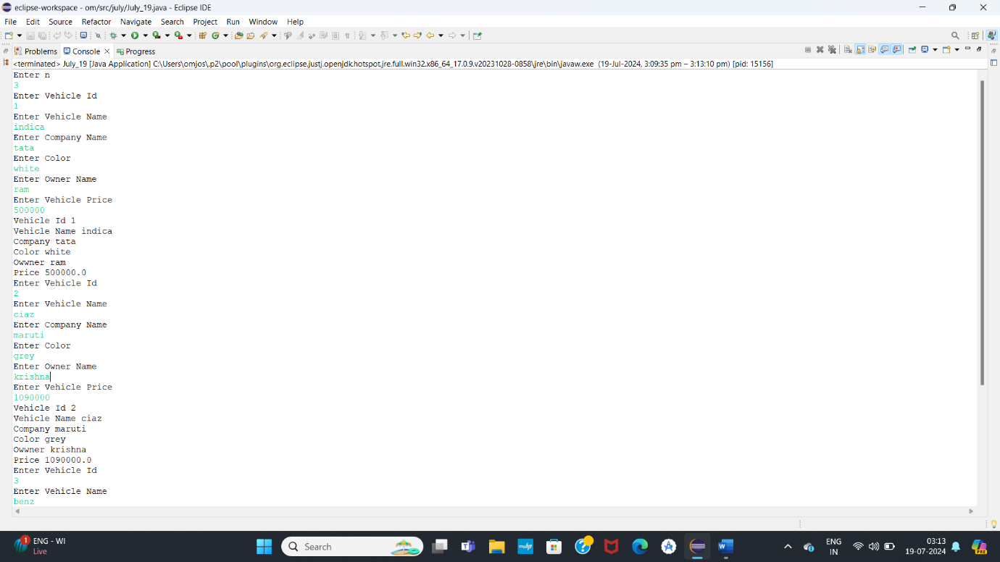 eclipse-workspace - om/src/july/July_19.java - Eclipse IDE
File Edit Source Refactor Navigate Search Project Run Window Help
Problems Console Progress
<terminated> July_19 [Java Application] C:\Users\omjos\.p2\pool\plugins\org.eclipse.justj.openjdk.hotspot.jre.full.win32.x86_64_17.0.9.v20231028-0858\jre\bin\javaw.exe (19-Jul-2024, 3:09:35 pm – 3:13:10 pm) [pid: 15156]
Enter n
3
Enter Vehicle Id
1
Enter Vehicle Name
indica
Enter Company Name
tata
Enter Color
white
Enter Owner Name
ram
Enter Vehicle Price
500000
Vehicle Id 1
Vehicle Name indica
Company tata
Color white
Owwner ram
Price 500000.0
Enter Vehicle Id
2
Enter Vehicle Name
ciaz
Enter Company Name
maruti
Enter Color
grey
Enter Owner Name
krishna
Enter Vehicle Price
1090000
Vehicle Id 2
Vehicle Name ciaz
Company maruti
Color grey
Owwner krishna
Price 1090000.0
Enter Vehicle Id
3
Enter Vehicle Name
benz
1
ENG - WI
Live
Search
ENG
IN
03:13
19-07-2024
PRE